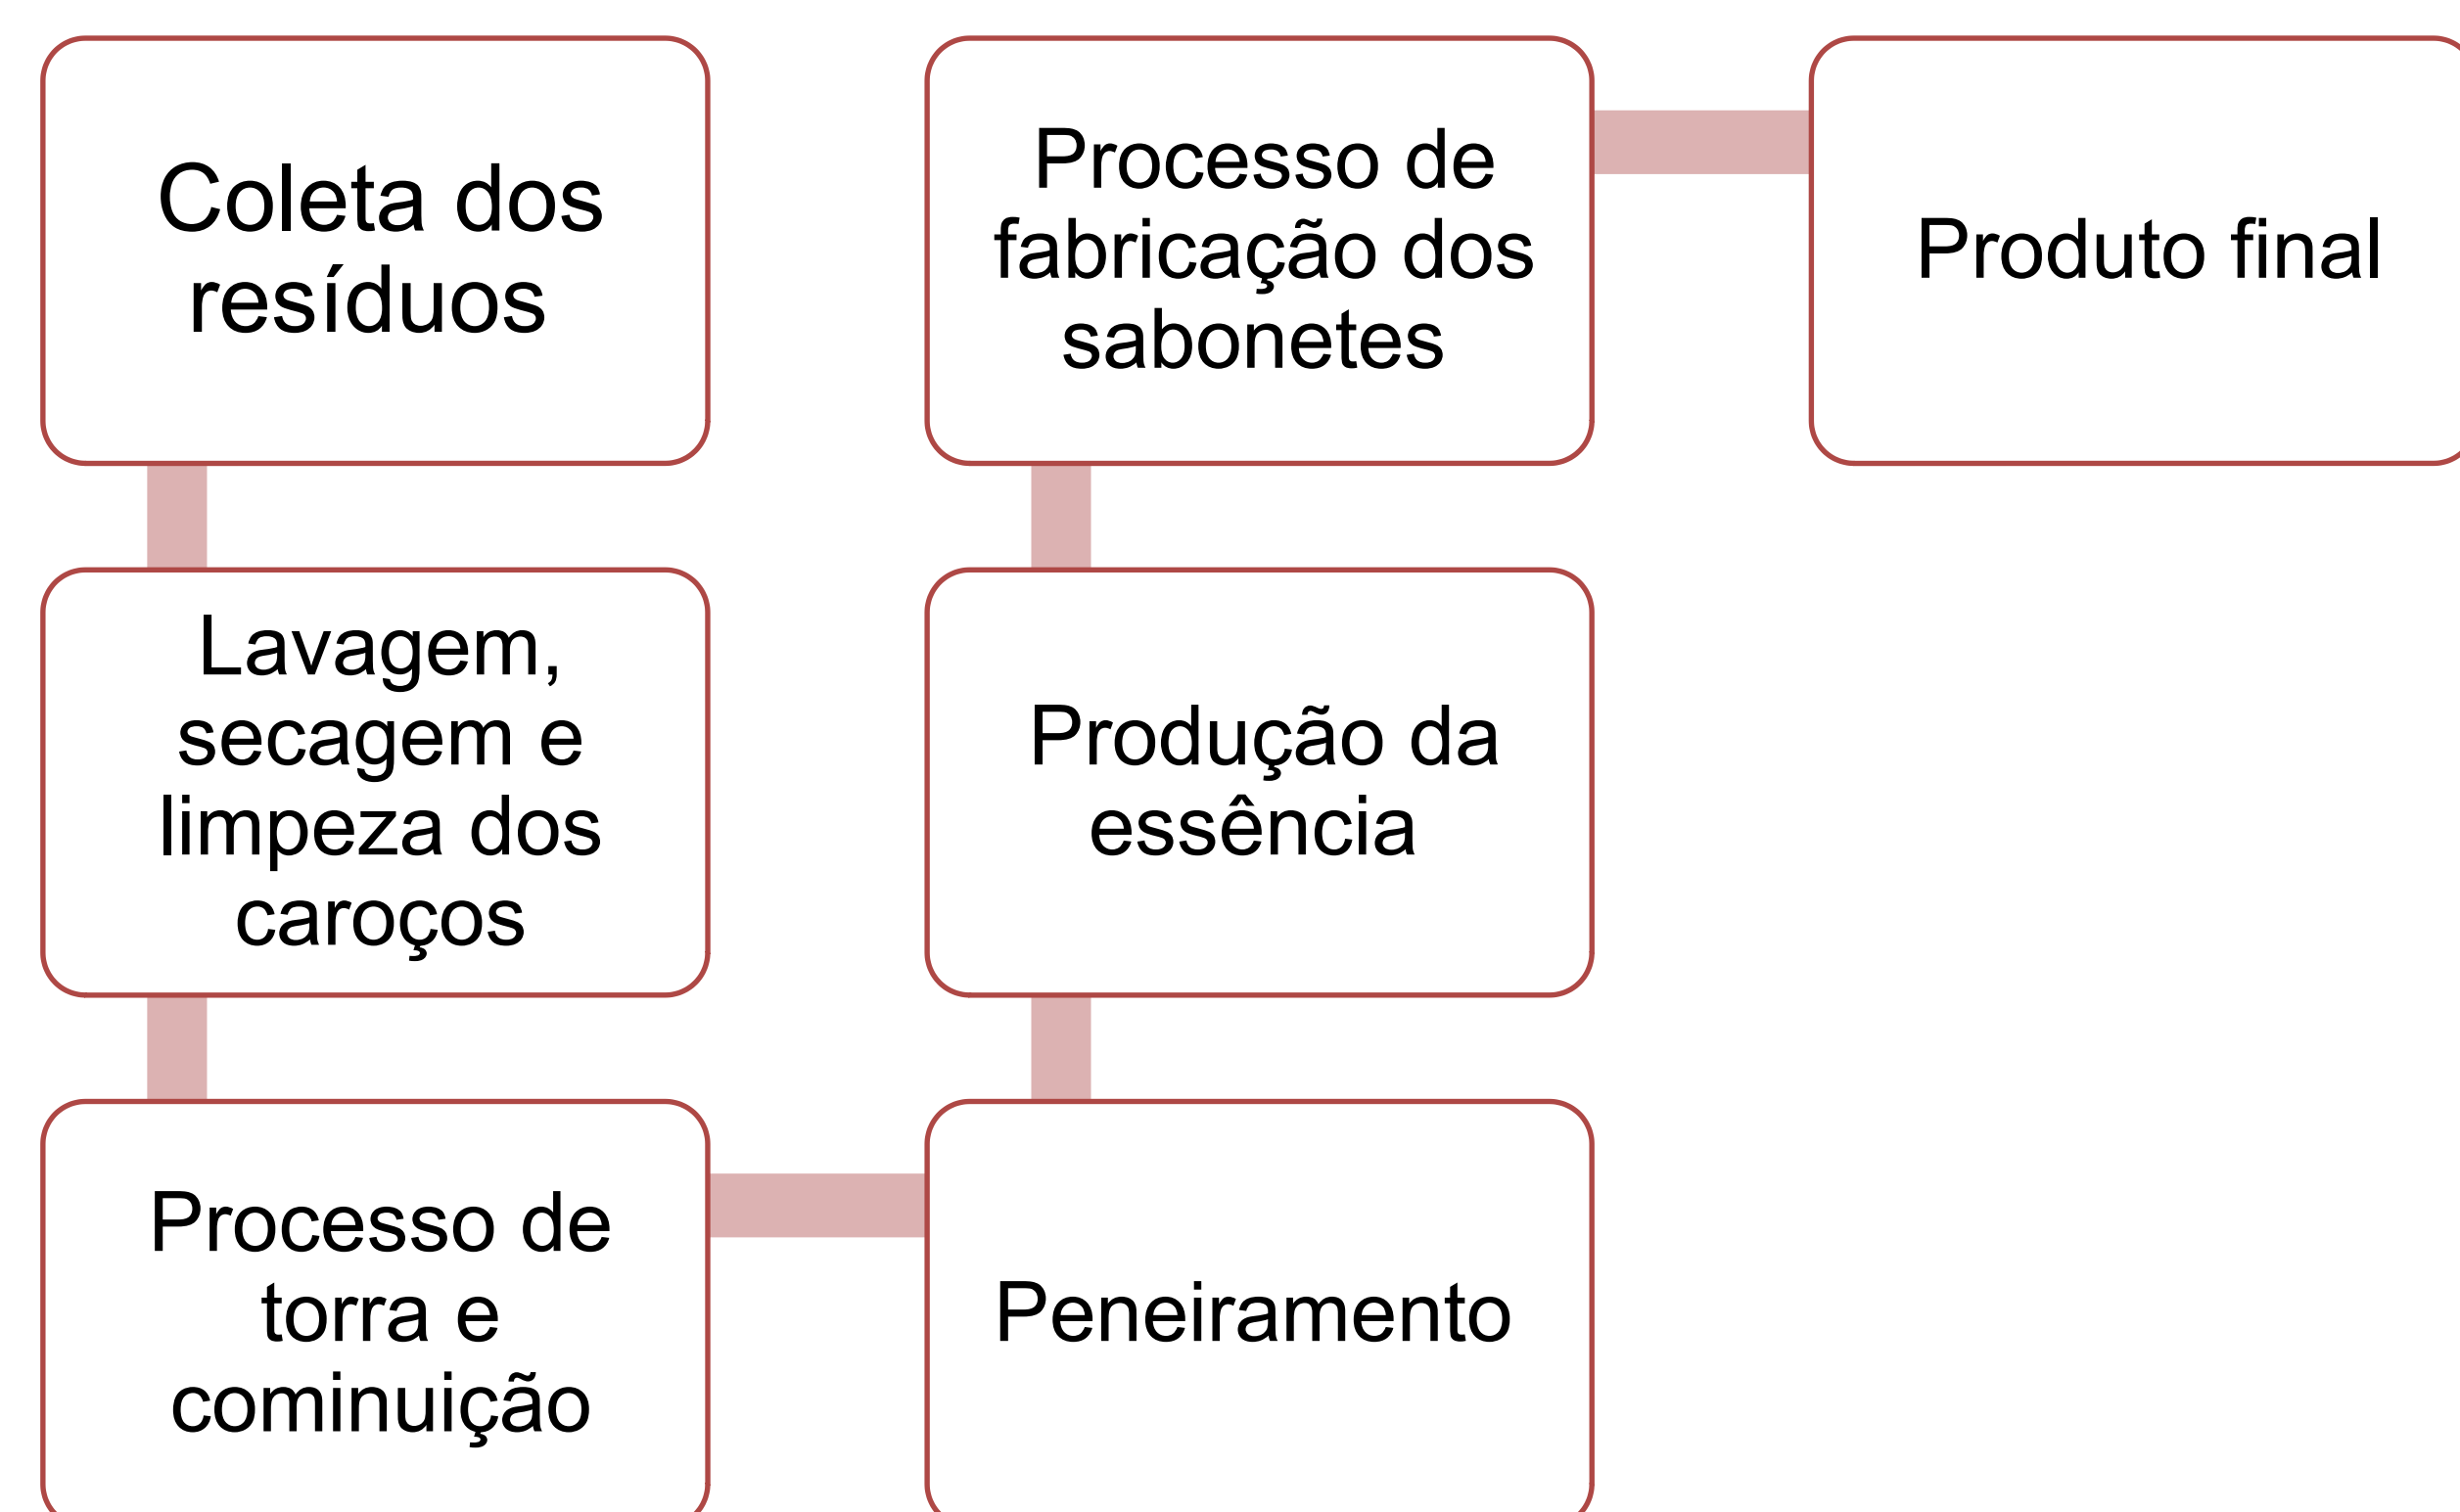 Coleta dos
resíduos
Lavagem,
secagem e
limpeza dos
caroços
Processo de
torra e
cominuição
Peneiramento
Produção da
essência
Processo de
fabricação dos
sabonetes
Produto final